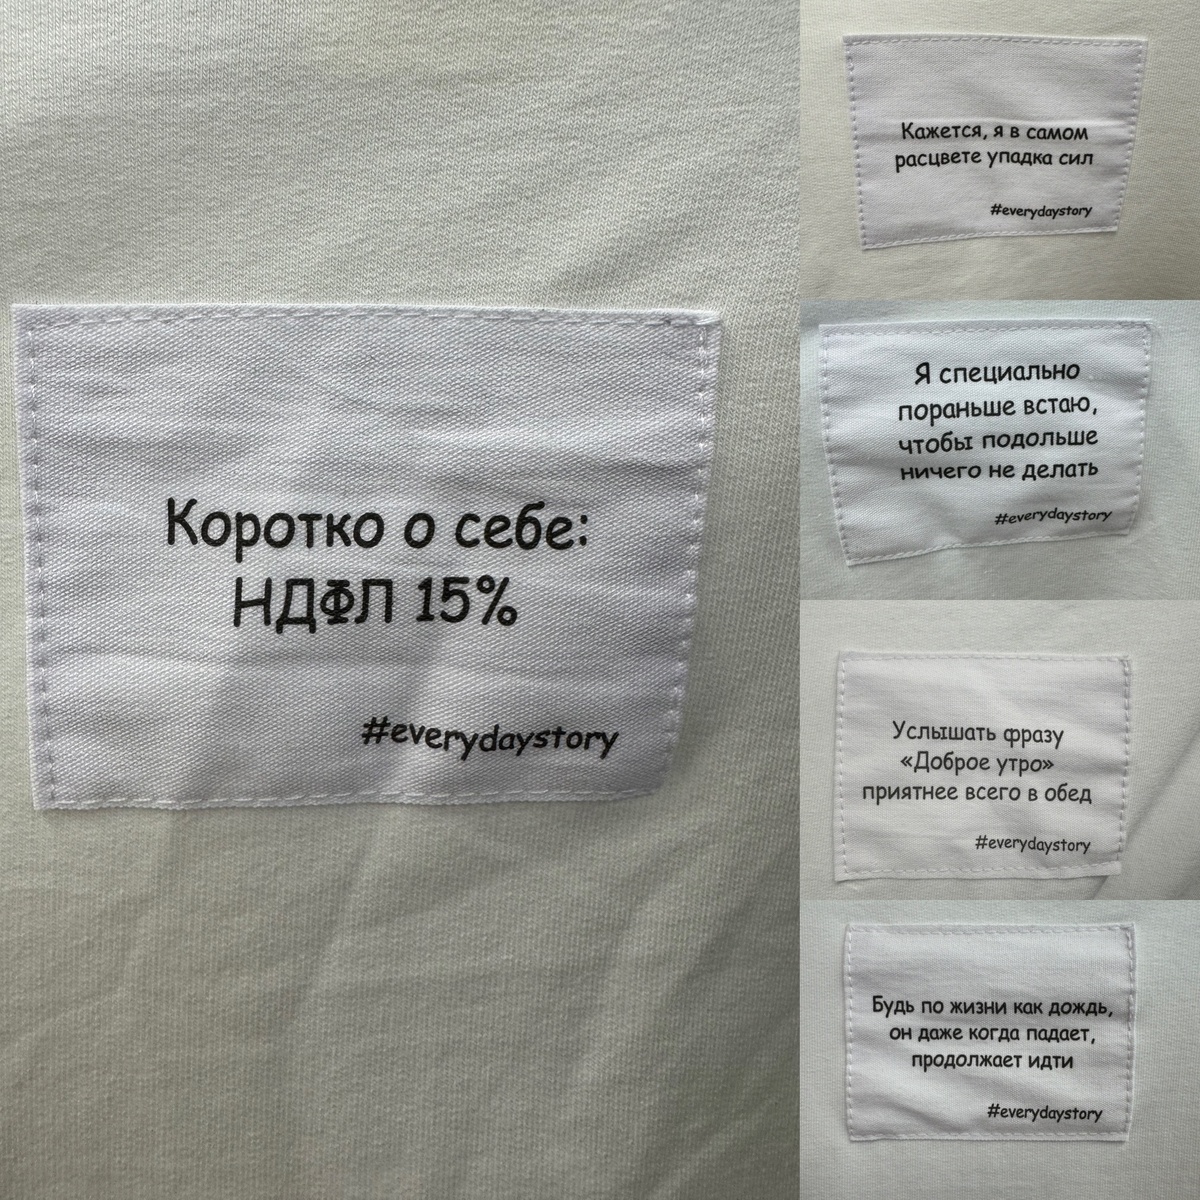 Коротко о себе:
НДФЛ 15%
#everydaystory
Кажется, я в самом
расцвете упадка сил
#everydaystory
Я специально
пораньше встаю,
чтобы подольше
ничего не делать
#everydaystory
Услышать фразу
«Доброе утро»
приятнее всего в обед
#everydaystory
Будь по жизни как дождь,
он даже когда падает,
продолжает идти
#everydaystory